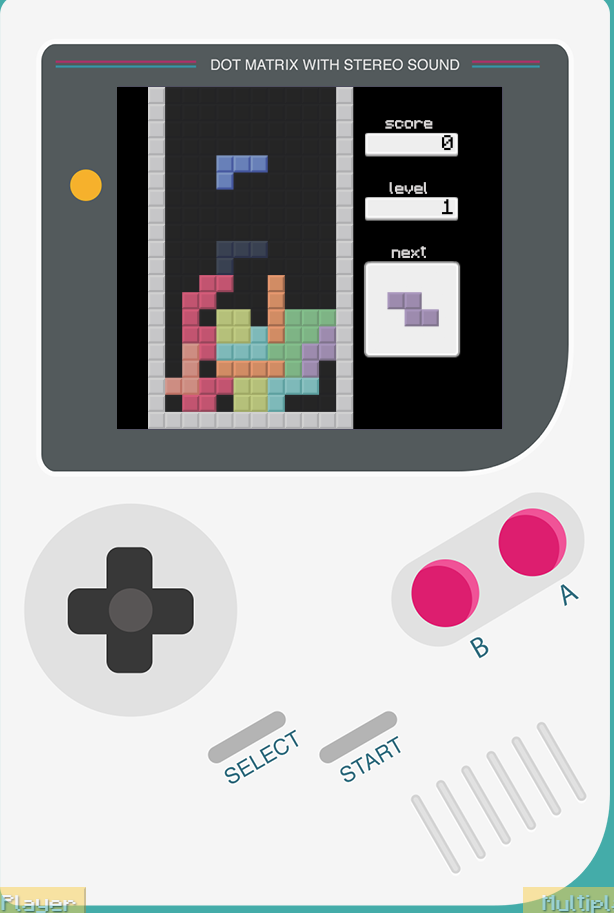 DOT MATRIX WITH STEREO SOUND
score
0
level
1
next
A
B
SELECT
START
Player
Multipl